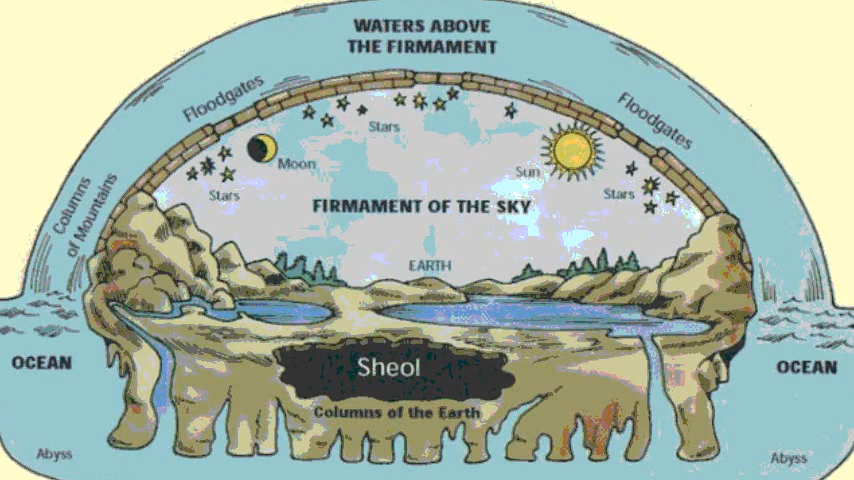 WATERS ABOVE
THE FIRMAMENT
Floodgates
Floodgates
Stars
Moon
Sun
Stars
Stars
Columns
of Mountains
FIRMAMENT OF THE SKY
EARTH
OCEAN
Sheol
OCEAN
Columns of the Earth
Abyss
Abyss